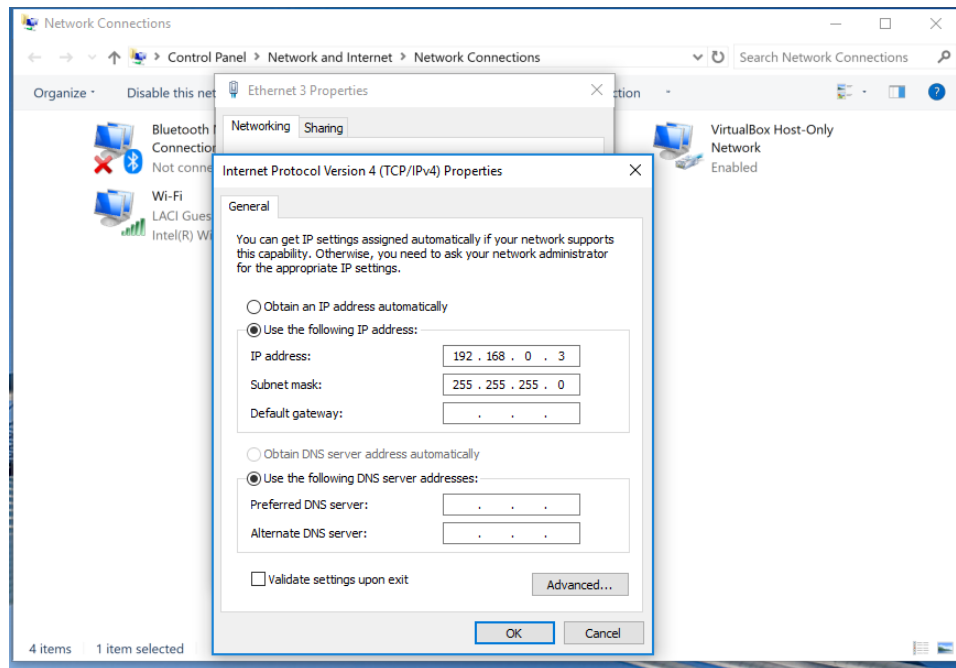 Network Connections
Control Panel > Network and Internet > Network Connections
Search Network Connections
Organize
Disable this net
ction
Ethernet 3 Properties
Networking
Sharing
Bluetooth
Connection
Not conne
Wi-Fi
LACI Gues
Intel(R) Wi
VirtualBox Host-Only
Network
Enabled
Internet Protocol Version 4 (TCP/IPv4) Properties
General
You can get IP settings assigned automatically if your network supports
this capability. Otherwise, you need to ask your network administrator
for the appropriate IP settings.
Obtain an IP address automatically
Use the following IP address:
IP address: 192 . 168 . 0 . 3
Subnet mask: 255 . 255 . 255 . 0
Default gateway: . . .
Obtain DNS server address automatically
Use the following DNS server addresses:
Preferred DNS server: . . .
Alternate DNS server: . . .
Validate settings upon exit
Advanced...
OK
Cancel
4 items
1 item selected